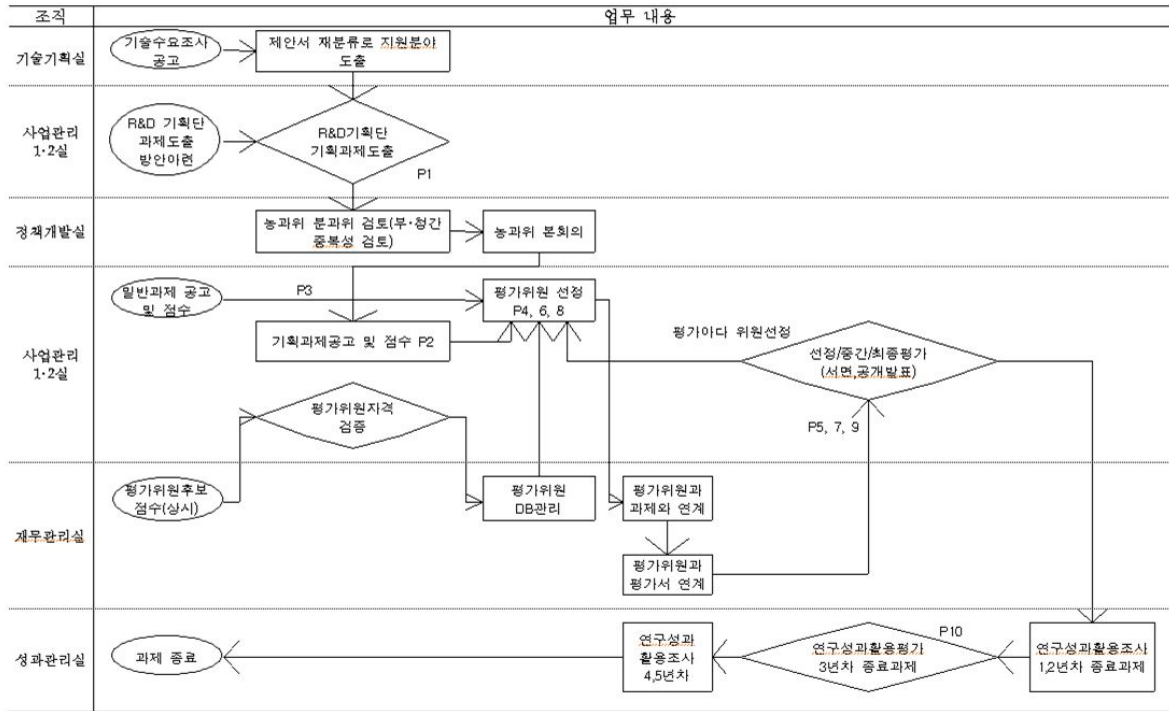 조직
업무 내용
기술기획실
기술수요조사
공고
제안서 재분류로 지원분야
도출
사업관리
1·2실
R&D 기획단
과제도출
방안아련
R&D기획단
기획과제도출
P1
정책개발실
농과위 분과위 검토(부·청간
중복성 검토)
농과위 본회의
사업관리
1·2실
일반과제 공고
및 점수
P3
평가위원 선정
P4, 6, 8
기획과제공고 및 점수 P2
평가아다 위원선정
선정/중간/최종평가
(서면,공개발표)
평가위원자격
검증
P5, 7, 9
재무관리실
평가위원후보
점수(상시)
평가위원
DB관리
평가위원과
과제와 연계
평가위원과
평가서 연계
성과관리실
과제 종료
연구성과
활용조사
4,5년차
P10
연구성과활용평가
3년차 종료과제
연구성과활용조사
1,2년차 종료과제